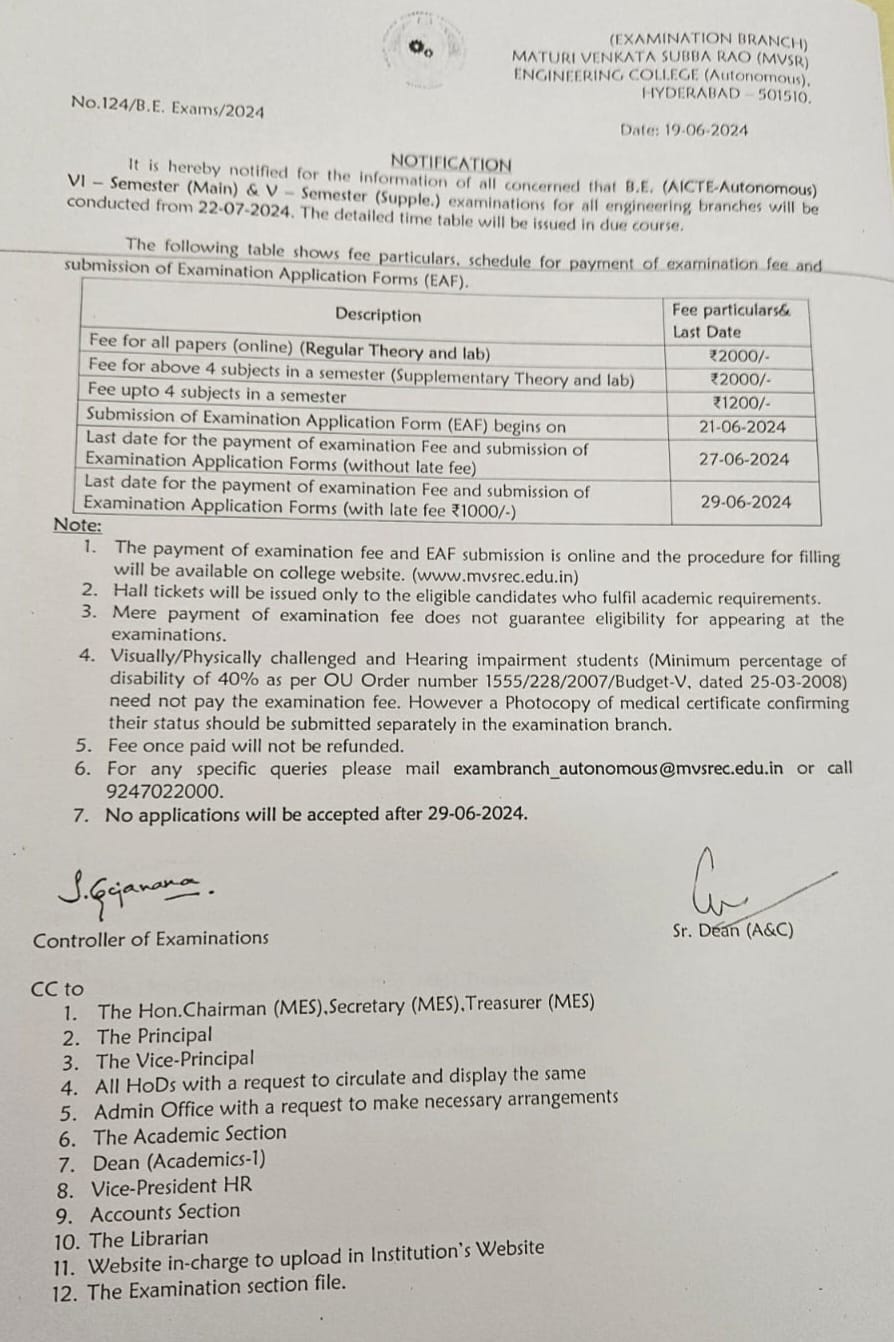 (EXAMINATION BRANCH)
MATURI VENKATA SUBBA RAO (MVSR)
ENGINEERING COLLEGE (Autonomous),
HYDERABAD – 501510.
No.124/B.E. Exams/2024
Date: 19-06-2024
NOTIFICATION
It is hereby notified for the information of all concerned that B.E. (AICTE-Autonomous)
VI – Semester (Main) & V – Semester (Supple.) examinations for all engineering branches will be
conducted from 22-07-2024. The detailed time table will be issued in due course.
The following table shows fee particulars, schedule for payment of examination fee and
submission of Examination Application Forms (EAF).
Description
Fee particulars&
Last Date
Fee for all papers (online) (Regular Theory and lab)
₹2000/-
Fee for above 4 subjects in a semester (Supplementary Theory and lab)
₹2000/-
Fee upto 4 subjects in a semester
₹1200/-
Submission of Examination Application Form (EAF) begins on
21-06-2024
Last date for the payment of examination Fee and submission of
Examination Application Forms (without late fee)
27-06-2024
Last date for the payment of examination Fee and submission of
Examination Application Forms (with late fee ₹1000/-)
29-06-2024
Note:
1. The payment of examination fee and EAF submission is online and the procedure for filling
will be available on college website. (www.mvsrec.edu.in)
2. Hall tickets will be issued only to the eligible candidates who fulfil academic requirements.
3. Mere payment of examination fee does not guarantee eligibility for appearing at the
examinations.
4. Visually/Physically challenged and Hearing impairment students (Minimum percentage of
disability of 40% as per OU Order number 1555/228/2007/Budget-V, dated 25-03-2008)
need not pay the examination fee. However a Photocopy of medical certificate confirming
their status should be submitted separately in the examination branch.
5. Fee once paid will not be refunded.
6. For any specific queries please mail exambranch_autonomous@mvsrec.edu.in or call
9247022000.
7. No applications will be accepted after 29-06-2024.
S.Gajanana.
Controller of Examinations
Sr. Dean (A&C)
CC to
1. The Hon.Chairman (MES),Secretary (MES),Treasurer (MES)
2. The Principal
3. The Vice-Principal
4. All HoDs with a request to circulate and display the same
5. Admin Office with a request to make necessary arrangements
6. The Academic Section
7. Dean (Academics-1)
8. Vice-President HR
9. Accounts Section
10. The Librarian
11. Website in-charge to upload in Institution's Website
12. The Examination section file.